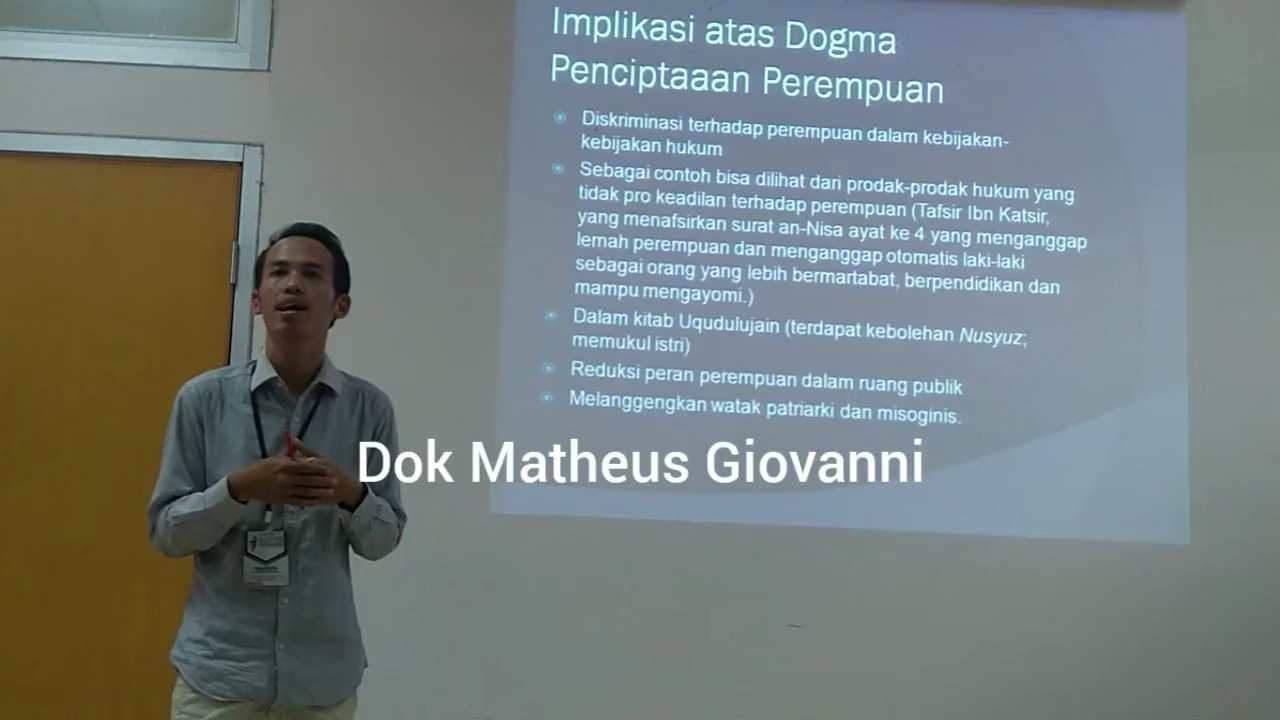 Implikasi atas Dogma
Penciptaaan Perempuan
Diskriminasi terhadap perempuan dalam kebijakan-
kebijakan hukum
Sebagai contoh bisa dilihat dari prodak-prodak hukum yang
tidak pro keadilan terhadap perempuan (Tafsir Ibn Katsir,
yang menafsirkan surat an-Nisa ayat ke 4 yang menganggap
lemah perempuan dan menganggap otomatis laki-laki
sebagai orang yang lebih bermartabat, berpendidikan dan
mampu mengayomi.)
Dalam kitab Uqudulujain (terdapat kebolehan Nusyuz;
memukul istri)
Reduksi peran perempuan dalam ruang publik
Melanggengkan watak patriarki dan misoginis.
Dok Matheus Giovanni